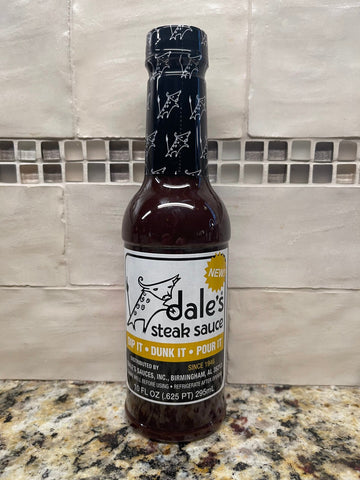 NEW!
dale's
steak sauce
DIP IT • DUNK IT • POUR IT
DISTRIBUTED BY
SINCE 1946
SAUCES, INC., BIRMINGHAM, AL
BEFORE USING • REFRIGERATE AFTER
10 FL OZ (.625 PT) 295mL